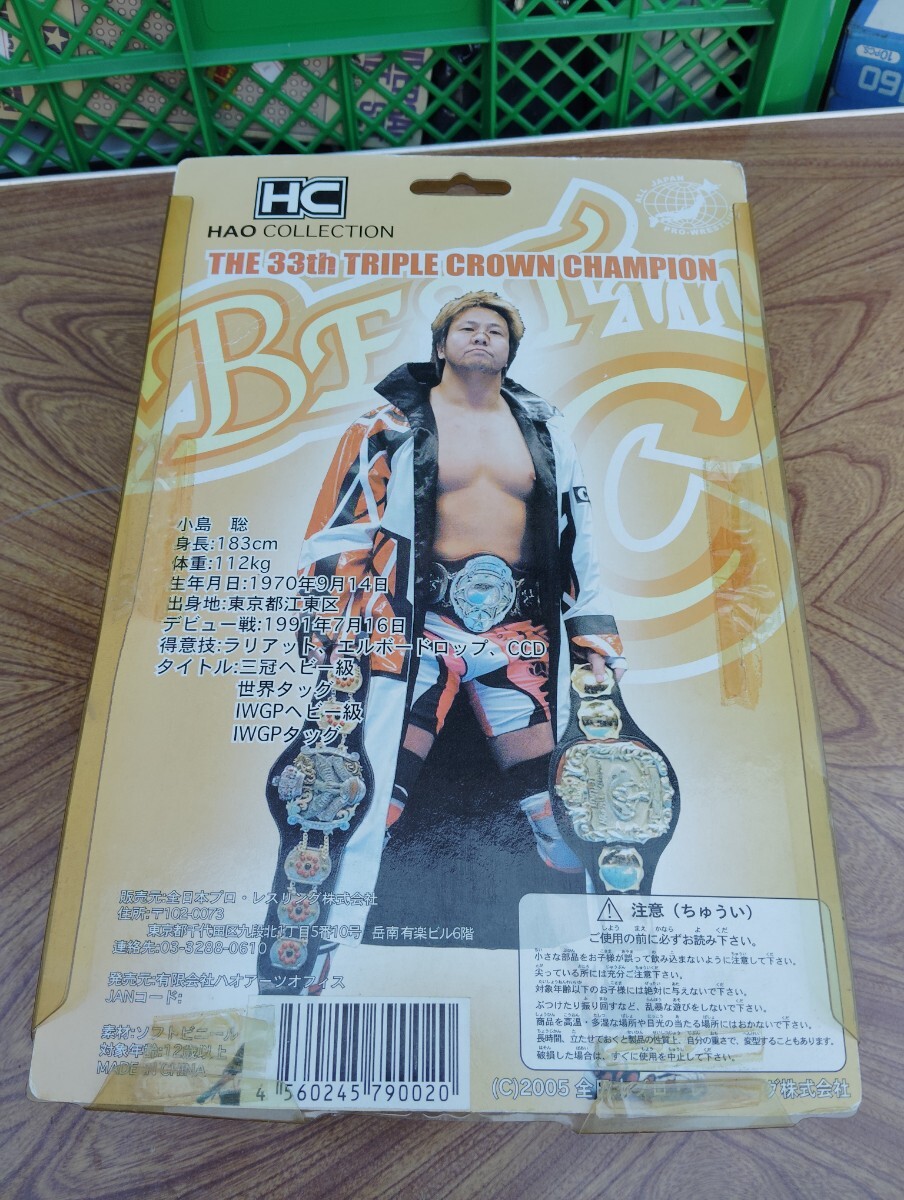 10PCE
60
HC
HAO COLLECTION
ALL JAPAN
PRO-WRESTLING
THE 33th TRIPLE CROWN CHAMPION
BEST
C
小島　聡
身長:183cm
体重:112kg
生年月日:1970年9月14日
出身地:東京都江東区
デビュー戦:1991年7月16日
得意技:ラリアット、エルボードロップ、CCD
タイトル:三冠ヘビー級
世界タッグ
IWGPヘビー級
IWGPタッグ
販売元:全日本プロ・レスリング株式会社
住所:〒102-0073
東京都千代田区九段北4丁目5番10号　岳南有楽ビル6階
連絡先:03-3288-0610
発売元:有限会社ハオアーツオフィス
JANコード:
素材:ソフトビニール
対象年齢:12歳以上
MADE IN CHINA
4 560245 790020
⚠ 注意（ちゅうい）
ご使用の前に必ずお読み下さい。
小さな部品をお子様が誤って飲み込まないように注意して下さい。
尖っている所には充分ご注意下さい。
対象年齢以下のお子様には絶対に与えないで下さい。
ぶつけたり振り回すなど、乱暴な遊びをしないで下さい。
商品を高温・多湿な場所や日光の当たる場所にはおかないで下さい。
長時間、立たせておくと製品の性質上、自分の重さで、変型することもあります。
破損した場合は、すぐに使用を中止して下さい。
(C)2005 全日 グ株式会社